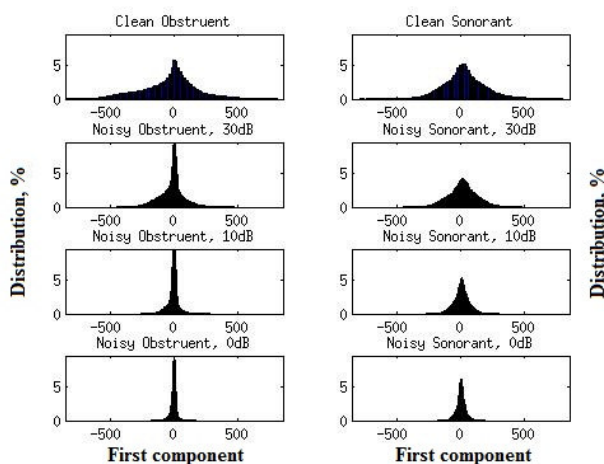 Clean Obstruent
Clean Sonorant
5
0
-500 0 500
5
0
-500 0 500
Noisy Obstruent, 30dB
Noisy Sonorant, 30dB
5
0
-500 0 500
5
0
-500 0 500
Noisy Obstruent, 10dB
Noisy Sonorant, 10dB
5
0
-500 0 500
5
0
-500 0 500
Noisy Obstruent, 0dB
Noisy Sonorant, 0dB
5
0
-500 0 500
5
0
-500 0 500
First component
First component
Distribution, %
Distribution, %